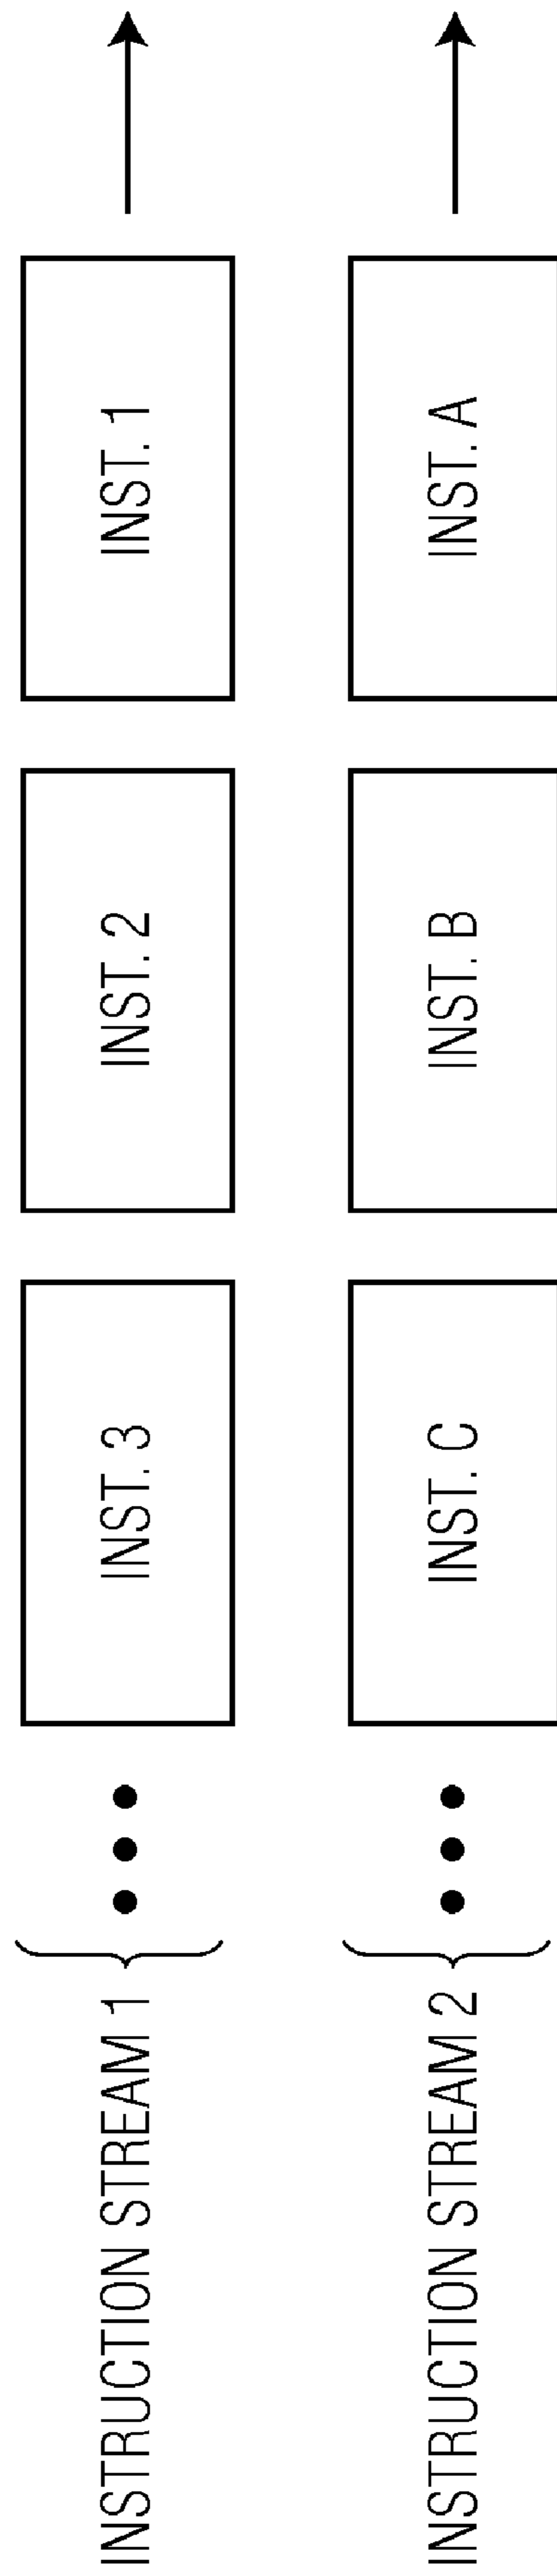 INSTRUCTION STREAM 1
INST. 3
INST. 2
INST. 1
INSTRUCTION STREAM 2
INST. C
INST. B
INST. A